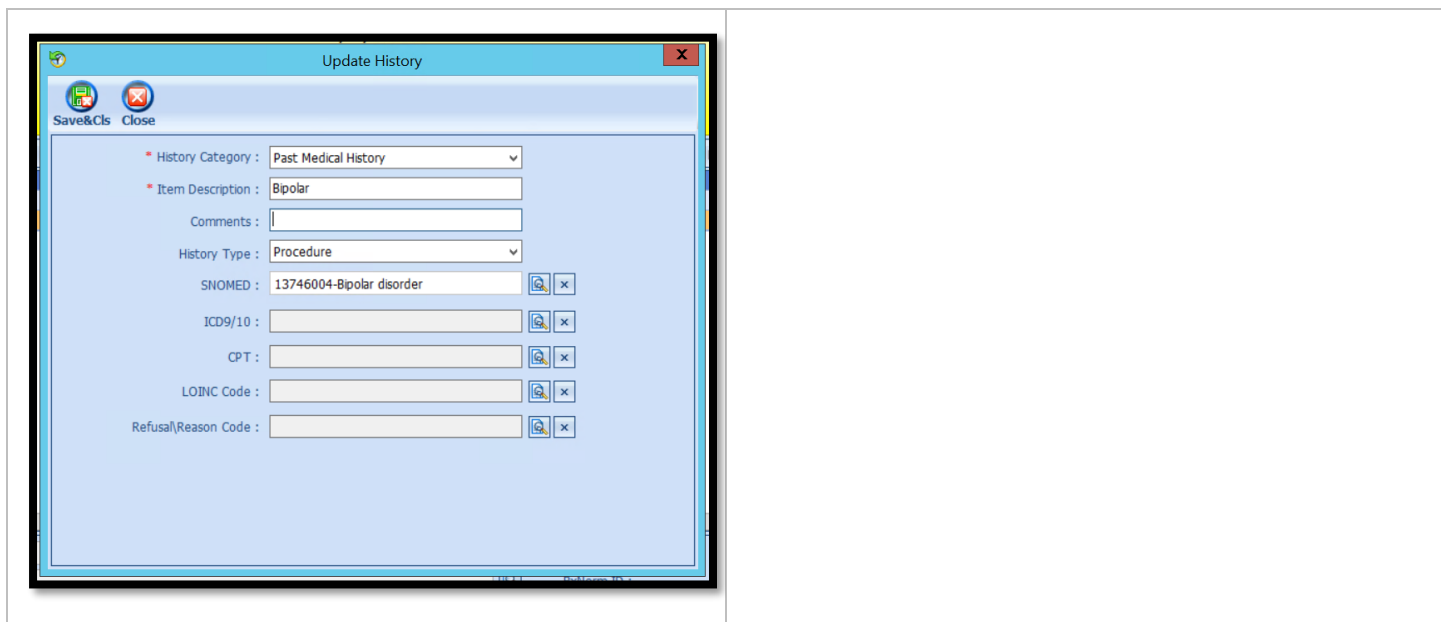 Update History
X
Save&Cls Close
* History Category : Past Medical History
* Item Description : Bipolar
Comments :
History Type : Procedure
SNOMED : 13746004-Bipolar disorder
ICD9/10 :
CPT :
LOINC Code :
Refusal\Reason Code :